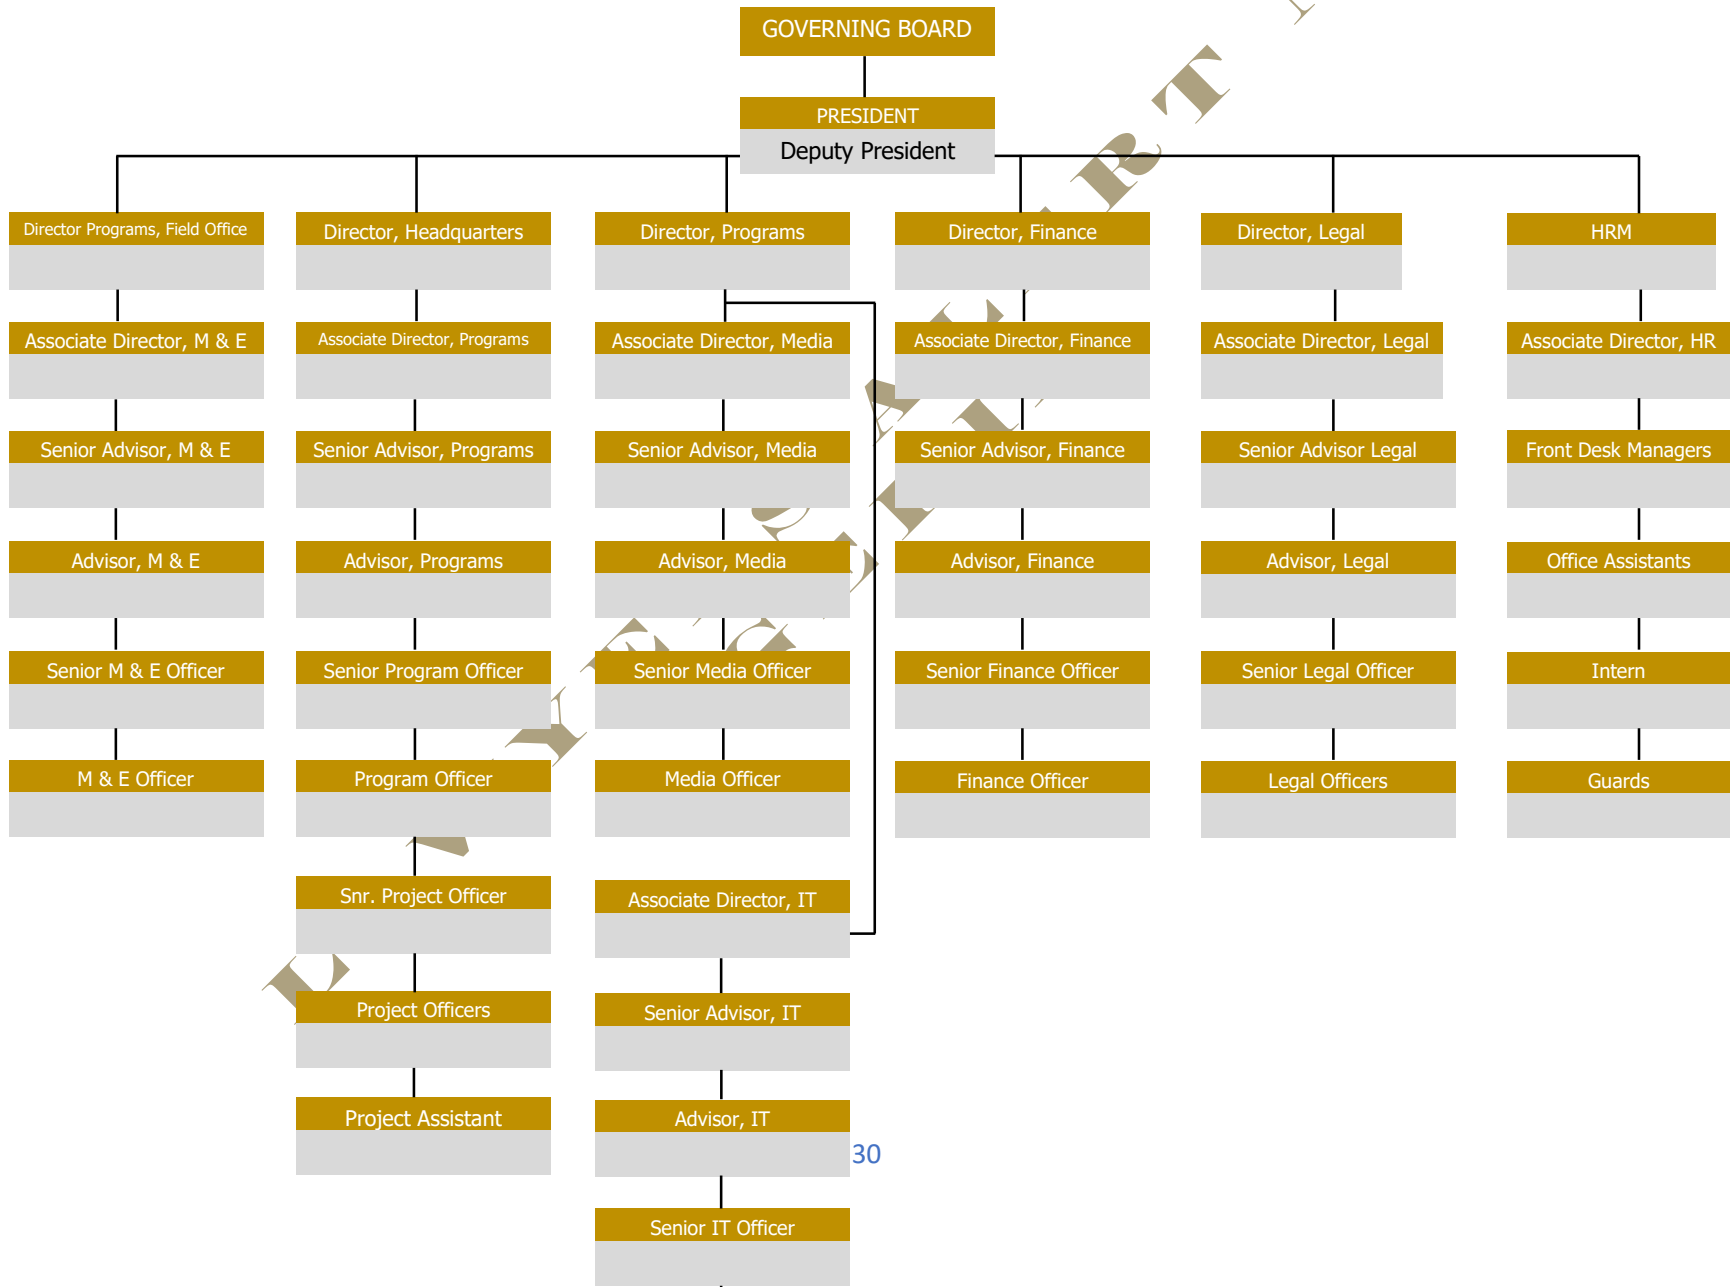 GOVERNING BOARD
PRESIDENT
Deputy President
Director Programs, Field Office
Director, Headquarters
Director, Programs
Director, Finance
Director, Legal
HRM
Associate Director, M & E
Associate Director, Programs
Associate Director, Media
Associate Director, Finance
Associate Director, Legal
Associate Director, HR
Senior Advisor, M & E
Senior Advisor, Programs
Senior Advisor, Media
Senior Advisor, Finance
Senior Advisor Legal
Front Desk Managers
Advisor, M & E
Advisor, Programs
Advisor, Media
Advisor, Finance
Advisor, Legal
Office Assistants
Senior M & E Officer
Senior Program Officer
Senior Media Officer
Senior Finance Officer
Senior Legal Officer
Intern
M & E Officer
Program Officer
Media Officer
Finance Officer
Legal Officers
Guards
Snr. Project Officer
Associate Director, IT
Project Officers
Senior Advisor, IT
Project Assistant
Advisor, IT
30
Senior IT Officer